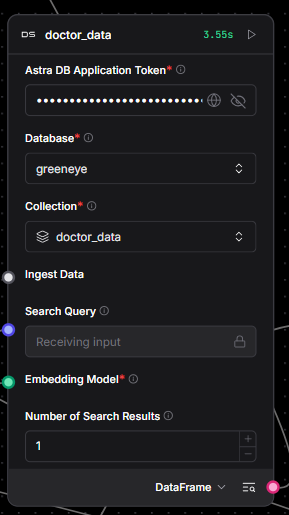 DS doctor_data 3.55s
Astra DB Application Token*
Database*
greeneye
Collection*
doctor_data
Ingest Data
Search Query
Receiving input
Embedding Model*
Number of Search Results
1
DataFrame